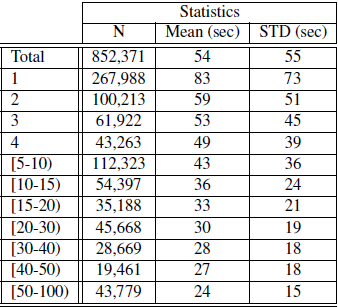 Statistics
N Mean (sec) STD (sec)
Total 852,371 54 55
1 267,988 83 73
2 100,213 59 51
3 61,922 53 45
4 43,263 49 39
[5-10) 112,323 43 36
[10-15) 54,397 36 24
[15-20) 35,188 33 21
[20-30) 45,668 30 19
[30-40) 28,669 28 18
[40-50) 19,461 27 18
[50-100) 43,779 24 15